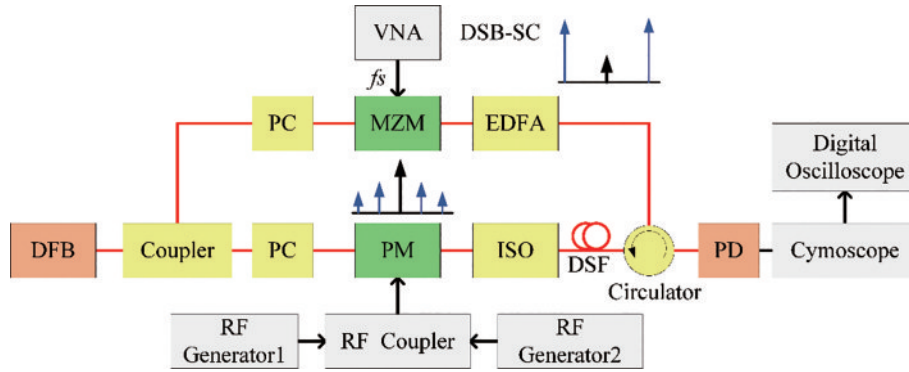 VNA
DSB-SC
fs
PC
MZM
EDFA
Digital
Oscilloscope
DFB
Coupler
PC
PM
ISO
DSF
PD
Cymoscope
Circulator
RF
Generator1
RF Coupler
RF
Generator2